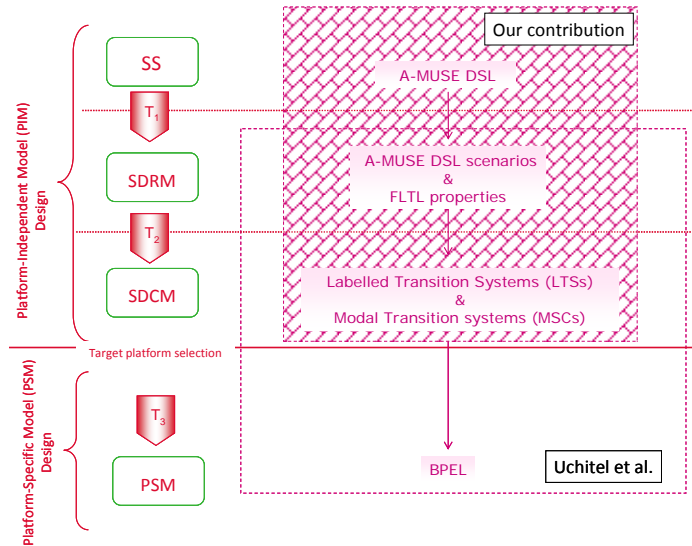 Our contribution
SS
A-MUSE DSL
T1
SDRM
A-MUSE DSL scenarios
&
FLTL properties
T2
SDCM
Labelled Transition Systems (LTSs)
&
Modal Transition systems (MSCs)
Platform-Independent Model (PIM)
Design
Target platform selection
T3
PSM
BPEL
Uchitel et al.
Platform-Specific Model (PSM)
Design